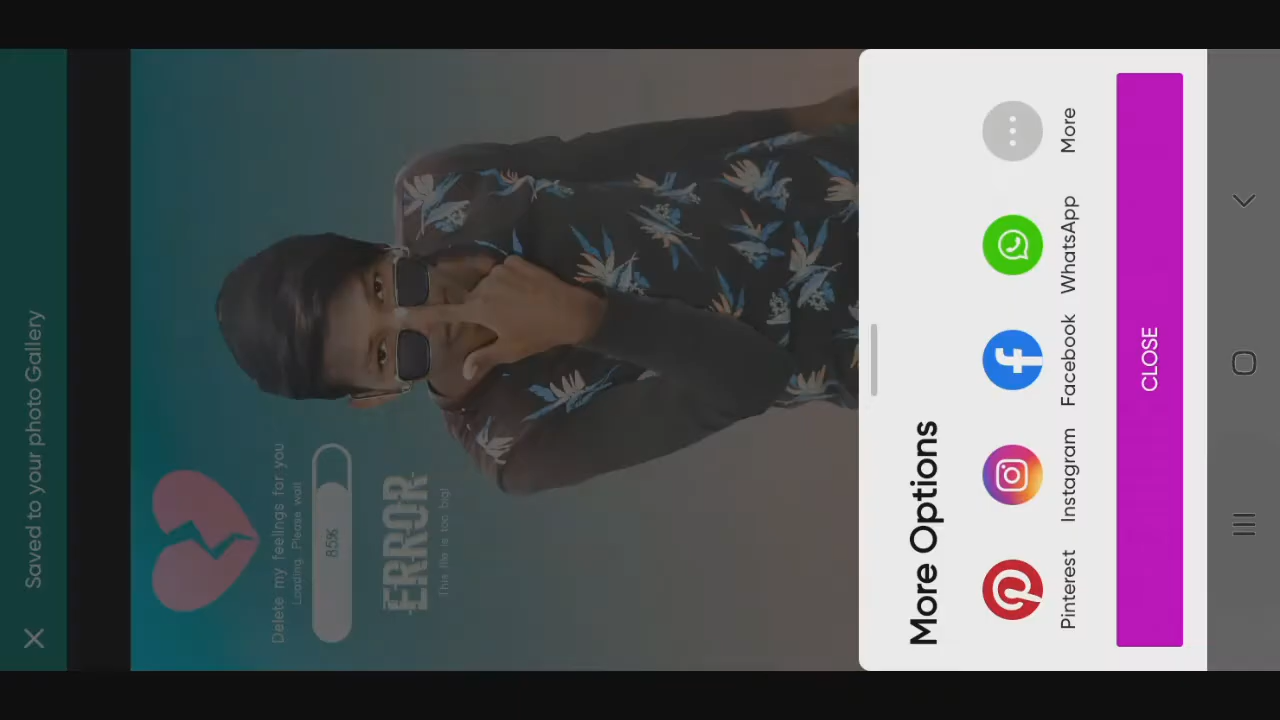 Saved to your photo Gallery
Delete my feelings for you
Loading. Please wait
85%
ERROR
This file is too big!
More Options
Pinterest
Instagram
Facebook
WhatsApp
More
CLOSE